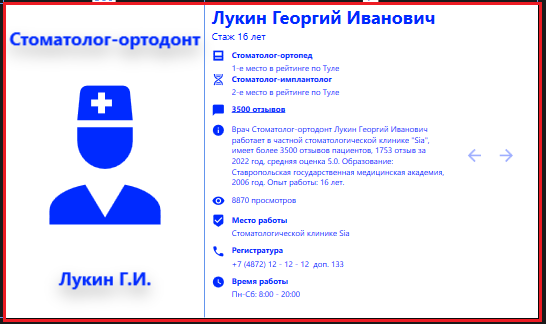 Стоматолог-ортодонт
Лукин Г.И.
Лукин Георгий Иванович
Стаж 16 лет
Стоматолог-ортопед
1-е место в рейтинге по Туле
Стоматолог-имплантолог
2-е место в рейтинге по Туле
3500 отзывов
Врач Стоматолог-ортодонт Лукин Георгий Иванович
работает в частной стоматологической клинике "Sia",
имеет более 3500 отзывов пациентов, 1753 отзыв за
2022 год, средняя оценка 5.0. Образование:
Ставропольская государственная медицинская академия,
2006 год. Опыт работы: 16 лет.
8870 просмотров
Место работы
Стоматологической клинике Sia
Регистратура
+7 (4872) 12 - 12 - 12 доп. 133
Время работы
Пн-Сб: 8:00 - 20:00